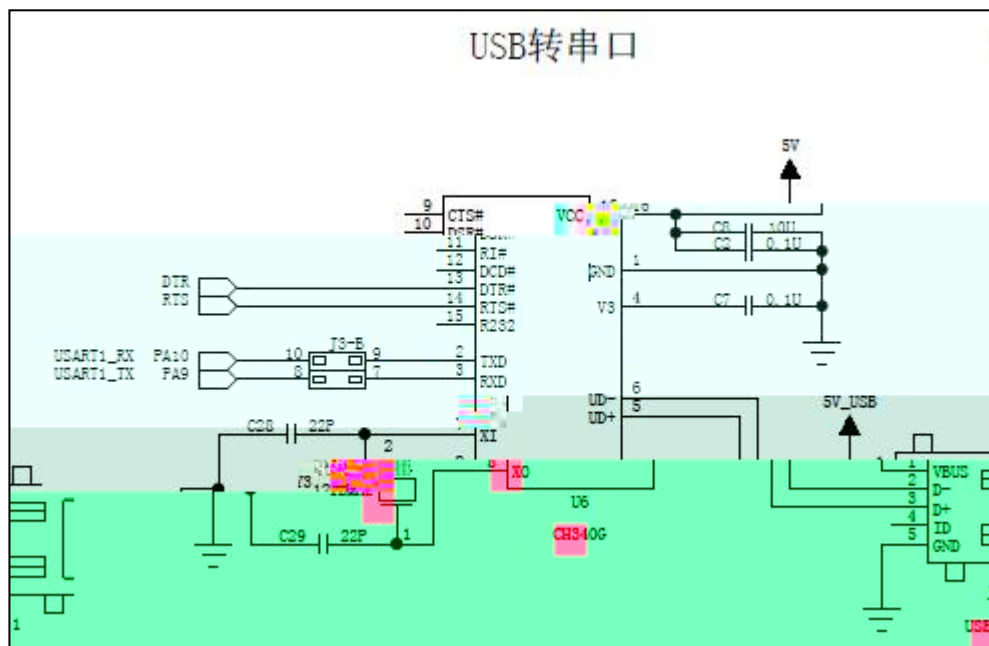 USB转串口
5V
9 CTS# VCC
10 DSR#
C8 10U
C2 0.1U
11 RI#
12 DCD# GND 1
DTR 13 DTR#
RTS 14 RTS# V3 4 C7 0.1U
15 R232
J3-B
USART1_RX PA10 10 9 2 TXD
USART1_TX PA9 8 7 3 RXD
UD- 6
UD+ 5
5V_USB
C28 22P XI
2
XO
1 VBUS
2 D-
3 D+
4 ID
5 GND
U6
CH340G
C29 22P 1
1
USB